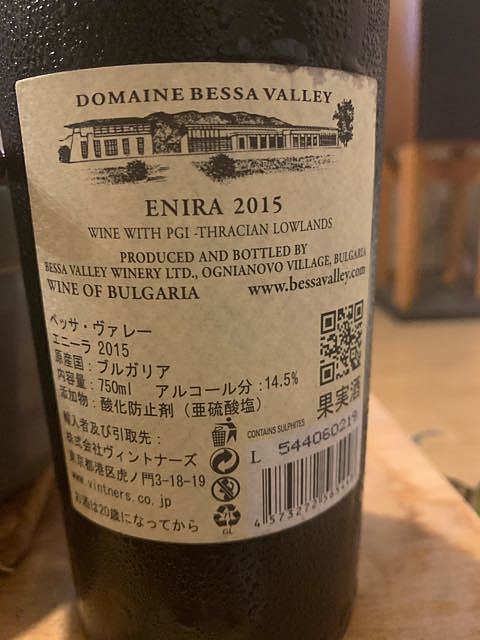 DOMAINE BESSA VALLEY
ENIRA 2015
WINE WITH PGI -THRACIAN LOWLANDS
PRODUCED AND BOTTLED BY
BESSA VALLEY WINERY LTD., OGNIANOVO VILLAGE, BULGARIA
WINE OF BULGARIA www.bessavalley.com
ベッサ・ヴァレー
エニーラ 2015
原産国：ブルガリア
内容量：750ml アルコール分：14.5%
添加物：酸化防止剤（亜硫酸塩）
果実酒
輸入者及び引取先：
株式会社ヴィントナーズ
東京都港区虎ノ門3-18-19
www.vintners.co.jp
お酒は20歳になってから
CONTAINS SULPHITES
L 544060219
GL